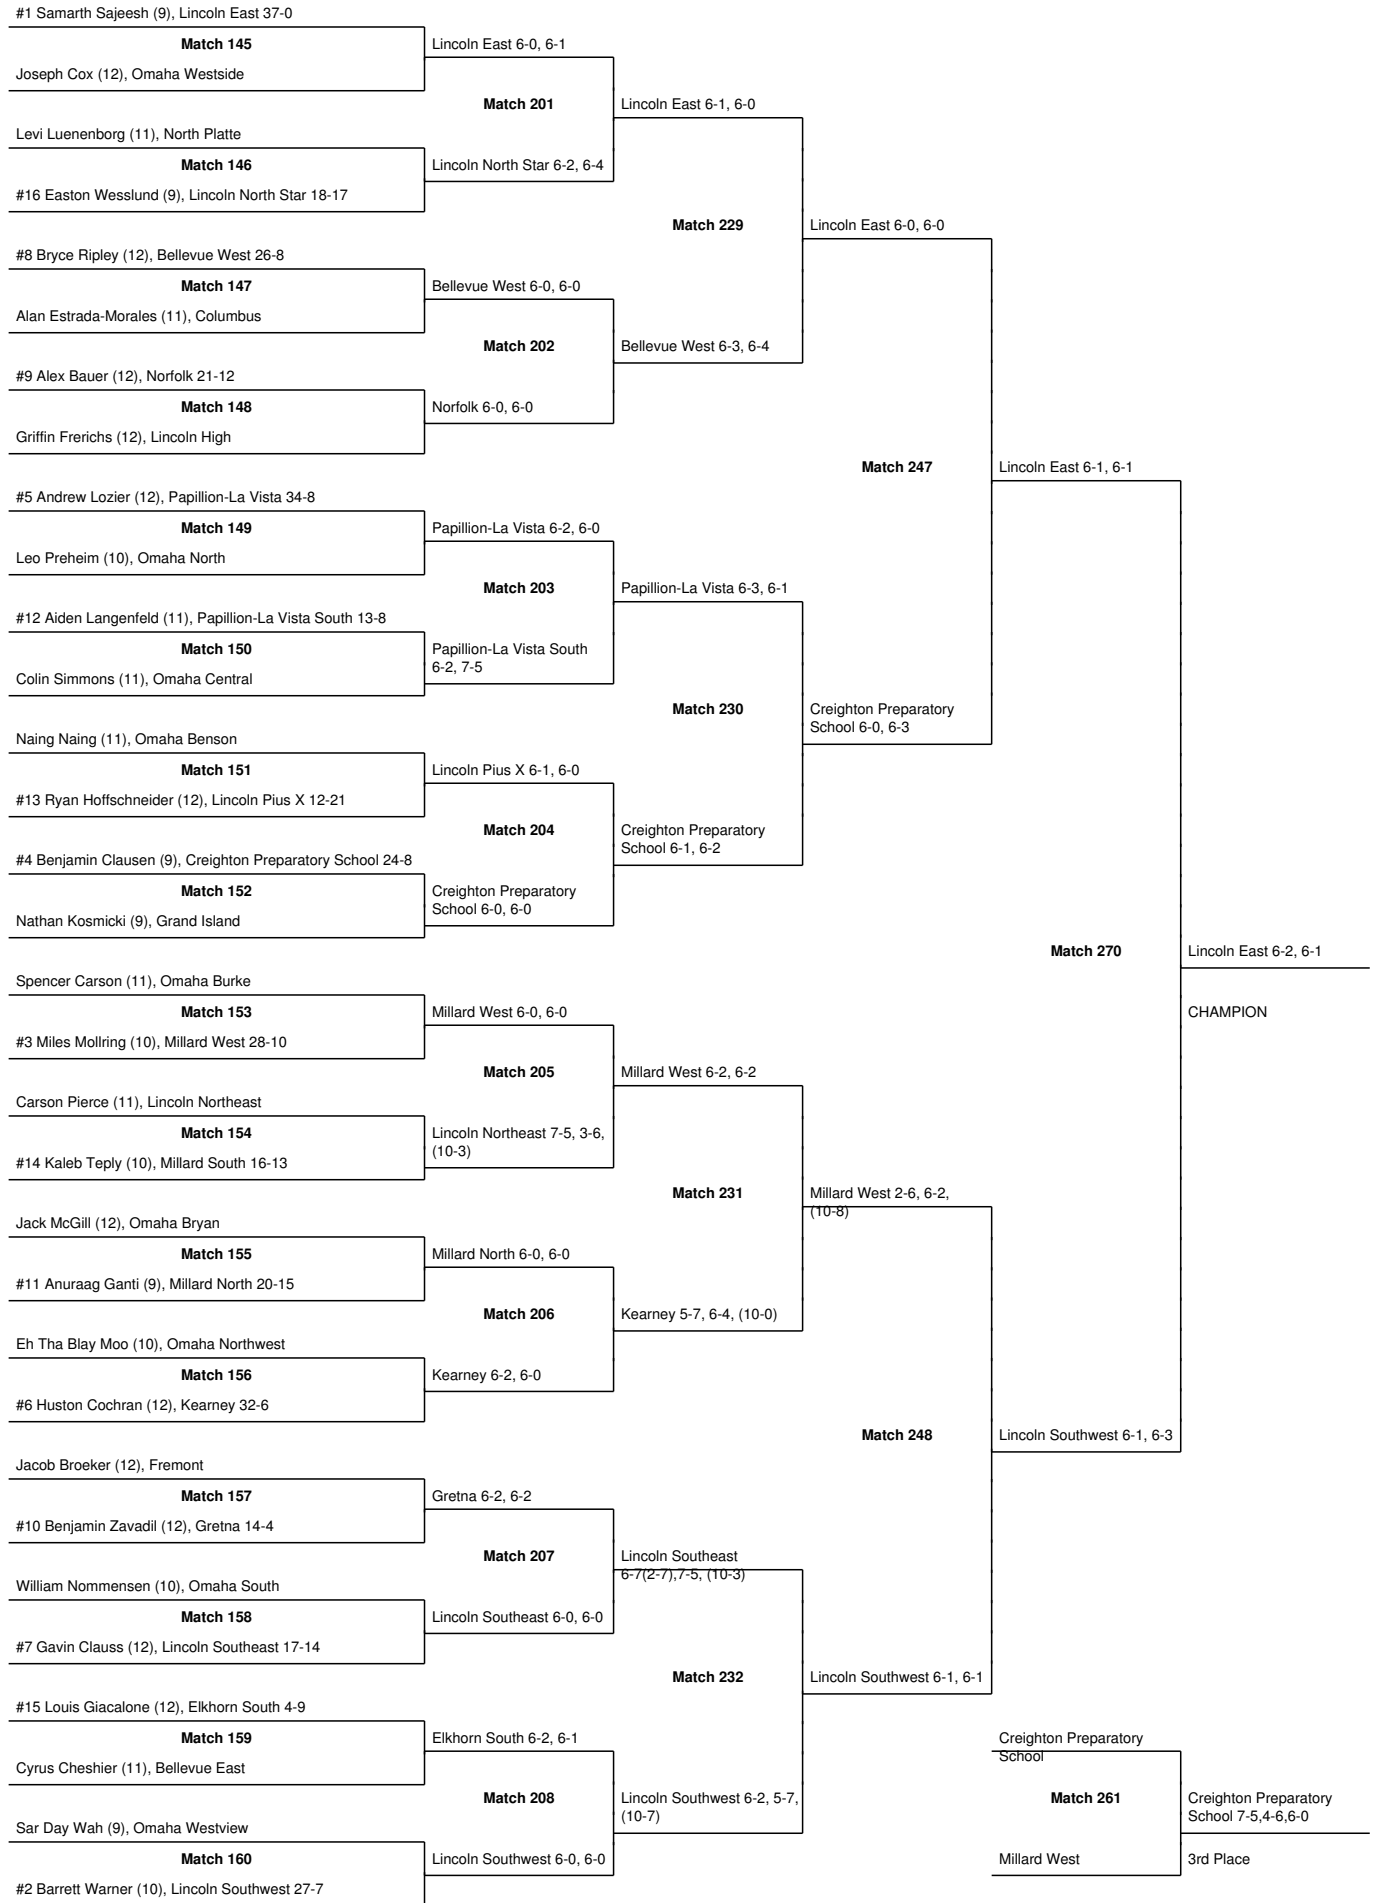 #1 Samarth Sajeesh (9), Lincoln East 37-0
Match 145
Lincoln East 6-0, 6-1
Joseph Cox (12), Omaha Westside
Match 201
Lincoln East 6-1, 6-0
Levi Luenenborg (11), North Platte
Match 146
Lincoln North Star 6-2, 6-4
#16 Easton Wesslund (9), Lincoln North Star 18-17
Match 229
Lincoln East 6-0, 6-0
#8 Bryce Ripley (12), Bellevue West 26-8
Match 147
Bellevue West 6-0, 6-0
Alan Estrada-Morales (11), Columbus
Match 202
Bellevue West 6-3, 6-4
#9 Alex Bauer (12), Norfolk 21-12
Match 148
Norfolk 6-0, 6-0
Griffin Frerichs (12), Lincoln High
Match 247
Lincoln East 6-1, 6-1
#5 Andrew Lozier (12), Papillion-La Vista 34-8
Match 149
Papillion-La Vista 6-2, 6-0
Leo Preheim (10), Omaha North
Match 203
Papillion-La Vista 6-3, 6-1
#12 Aiden Langenfeld (11), Papillion-La Vista South 13-8
Match 150
Papillion-La Vista South
6-2, 7-5
Colin Simmons (11), Omaha Central
Match 230
Creighton Preparatory
School 6-0, 6-3
Naing Naing (11), Omaha Benson
Match 151
Lincoln Pius X 6-1, 6-0
#13 Ryan Hoffschneider (12), Lincoln Pius X 12-21
Match 204
Creighton Preparatory
School 6-1, 6-2
#4 Benjamin Clausen (9), Creighton Preparatory School 24-8
Match 152
Creighton Preparatory
School 6-0, 6-0
Nathan Kosmicki (9), Grand Island
Match 270
Lincoln East 6-2, 6-1
CHAMPION
Spencer Carson (11), Omaha Burke
Match 153
Millard West 6-0, 6-0
#3 Miles Mollring (10), Millard West 28-10
Match 205
Millard West 6-2, 6-2
Carson Pierce (11), Lincoln Northeast
Match 154
Lincoln Northeast 7-5, 3-6,
(10-3)
#14 Kaleb Teply (10), Millard South 16-13
Match 231
Millard West 2-6, 6-2,
(10-8)
Jack McGill (12), Omaha Bryan
Match 155
Millard North 6-0, 6-0
#11 Anuraag Ganti (9), Millard North 20-15
Match 206
Kearney 5-7, 6-4, (10-0)
Eh Tha Blay Moo (10), Omaha Northwest
Match 156
Kearney 6-2, 6-0
#6 Huston Cochran (12), Kearney 32-6
Match 248
Lincoln Southwest 6-1, 6-3
Jacob Broeker (12), Fremont
Match 157
Gretna 6-2, 6-2
#10 Benjamin Zavadil (12), Gretna 14-4
Match 207
Lincoln Southeast
6-7(2-7),7-5, (10-3)
William Nommensen (10), Omaha South
Match 158
Lincoln Southeast 6-0, 6-0
#7 Gavin Clauss (12), Lincoln Southeast 17-14
Match 232
Lincoln Southwest 6-1, 6-1
#15 Louis Giacalone (12), Elkhorn South 4-9
Match 159
Elkhorn South 6-2, 6-1
Cyrus Cheshier (11), Bellevue East
Match 208
Lincoln Southwest 6-2, 5-7,
(10-7)
Sar Day Wah (9), Omaha Westview
Match 160
Lincoln Southwest 6-0, 6-0
#2 Barrett Warner (10), Lincoln Southwest 27-7
Creighton Preparatory
School
Match 261
Creighton Preparatory
School 7-5,4-6,6-0
Millard West
3rd Place